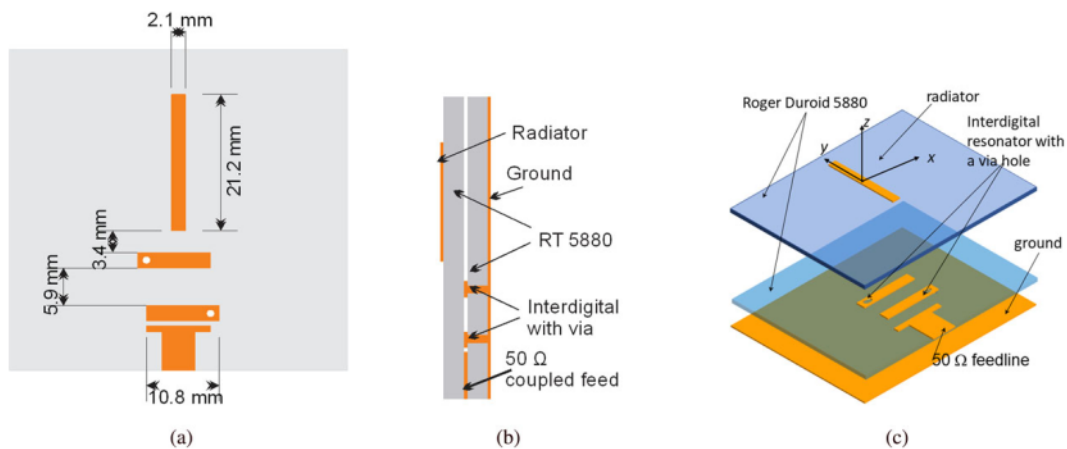 2.1 mm
21.2 mm
3.4 mm
5.9 mm
10.8 mm
(a)
Radiator
Ground
RT 5880
Interdigital
with via
50 Ω
coupled feed
(b)
Roger Duroid 5880
radiator
Interdigital
resonator with
a via hole
z
y
x
ground
50 Ω feedline
(c)